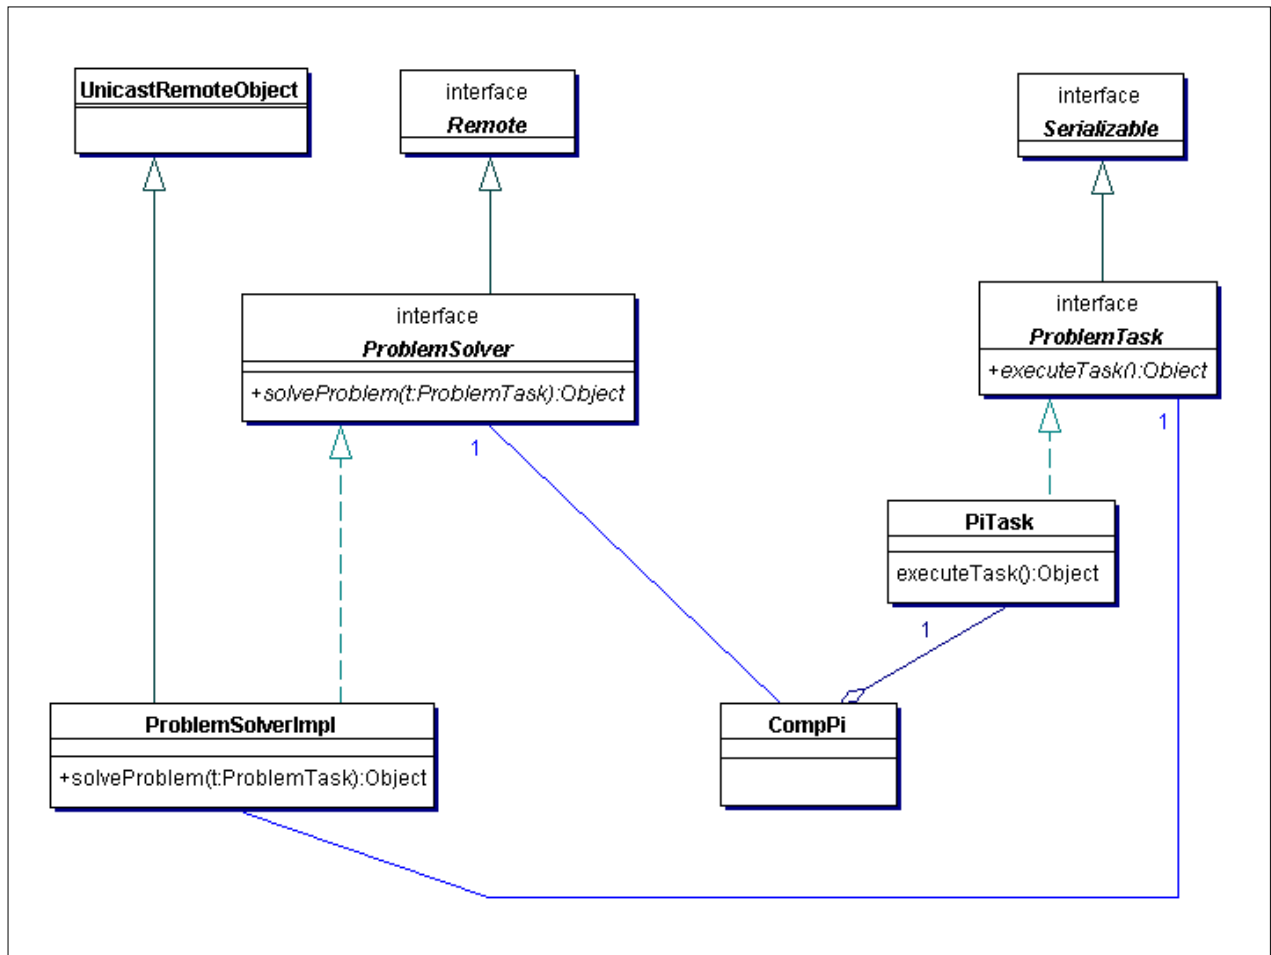 UnicastRemoteObject
interface
Remote
interface
Serializable
interface
ProblemSolver
+solveProblem(t:ProblemTask):Object
1
interface
ProblemTask
+executeTask():Object
1
PiTask
executeTask():Object
1
ProblemSolverImpl
+solveProblem(t:ProblemTask):Object
CompPi